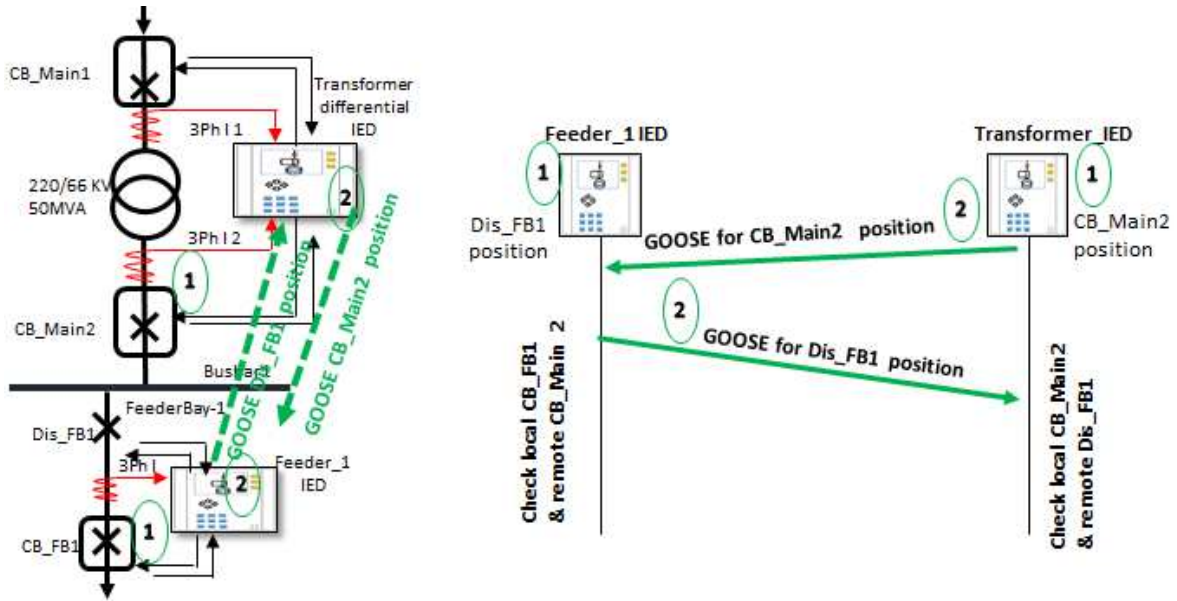 CB_Main1
Transformer
differential
IED
3Ph I 1
2
220/66 KV
50MVA
3Ph I 2
1
CB_Main2
GOOSE Dis_FB1 position
GOOSE CB_Main2 position
Busbar1
FeederBay-1
Dis_FB1
3Ph I
Feeder_1
IED
2
1
CB_FB1
Feeder_1 IED
Transformer_IED
1
1
2
Dis_FB1
position
CB_Main2
position
GOOSE for CB_Main2 position
2
GOOSE for Dis_FB1 position
Check local CB_FB1
& remote CB_Main 2
Check local CB_Main2
& remote Dis_FB1